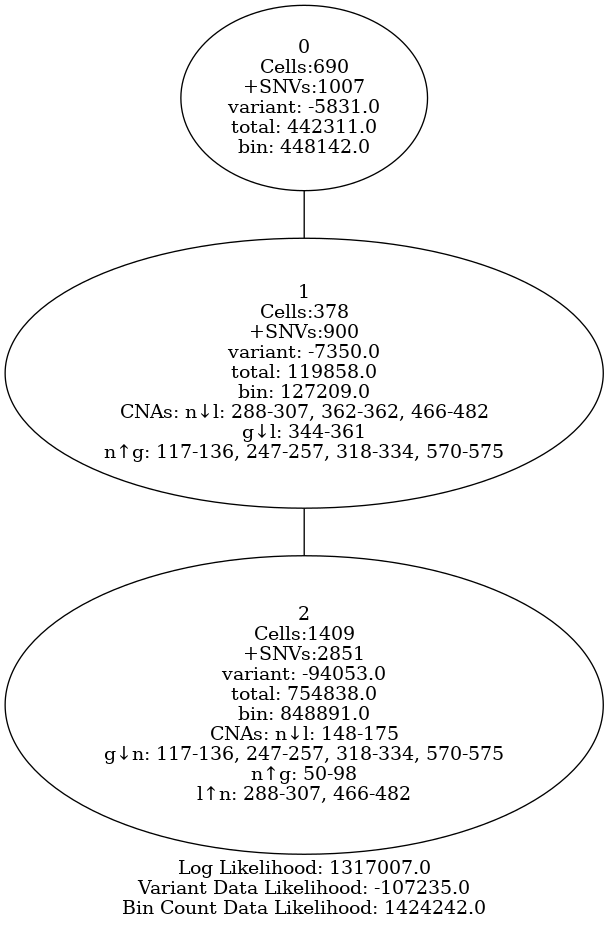 0
Cells:690
+SNVs:1007
variant: -5831.0
total: 442311.0
bin: 448142.0
1
Cells:378
+SNVs:900
variant: -7350.0
total: 119858.0
bin: 127209.0
CNAs: n↓l: 288-307, 362-362, 466-482
g↓l: 344-361
n↑g: 117-136, 247-257, 318-334, 570-575
2
Cells:1409
+SNVs:2851
variant: -94053.0
total: 754838.0
bin: 848891.0
CNAs: n↓l: 148-175
g↓n: 117-136, 247-257, 318-334, 570-575
n↑g: 50-98
l↑n: 288-307, 466-482
Log Likelihood: 1317007.0
Variant Data Likelihood: -107235.0
Bin Count Data Likelihood: 1424242.0